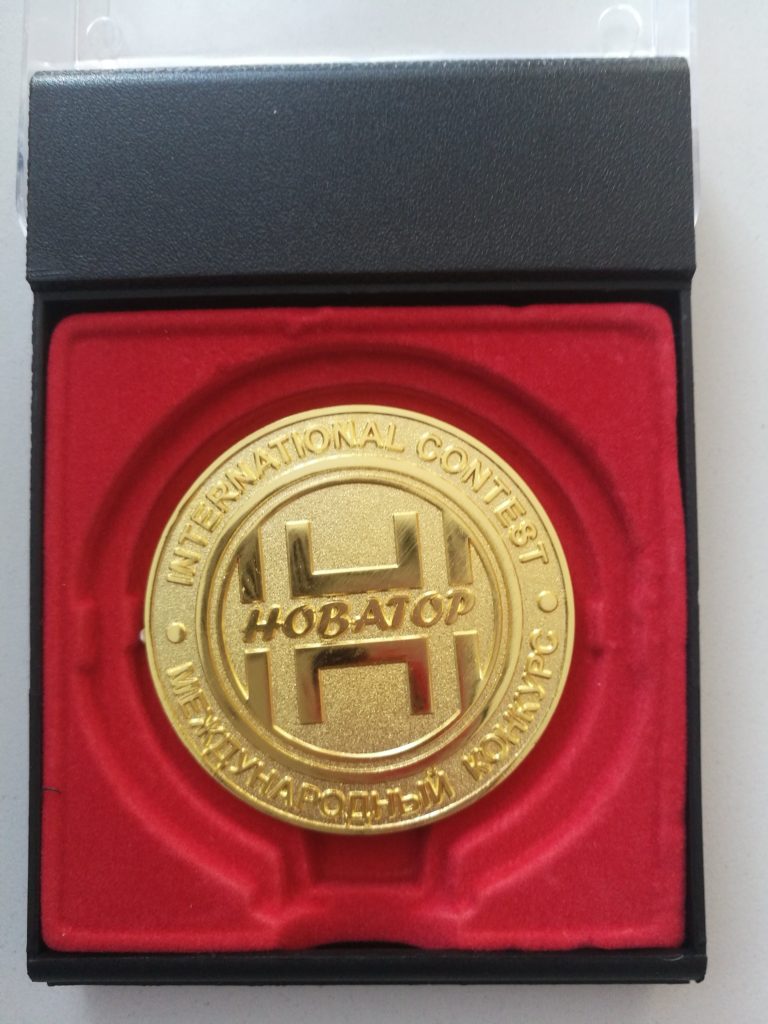 INTERNATIONAL CONTEST
НОВАТОР
МЕЖДУНАРОДНЫЙ КОНКУРС